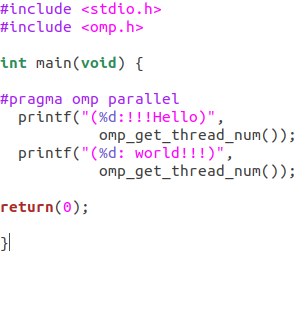 #include <stdio.h>
#include <omp.h>

int main(void) {

#pragma omp parallel
  printf("(%d:!!!Hello)",
            omp_get_thread_num());
  printf("(%d: world!!!)",
            omp_get_thread_num());

return(0);

}